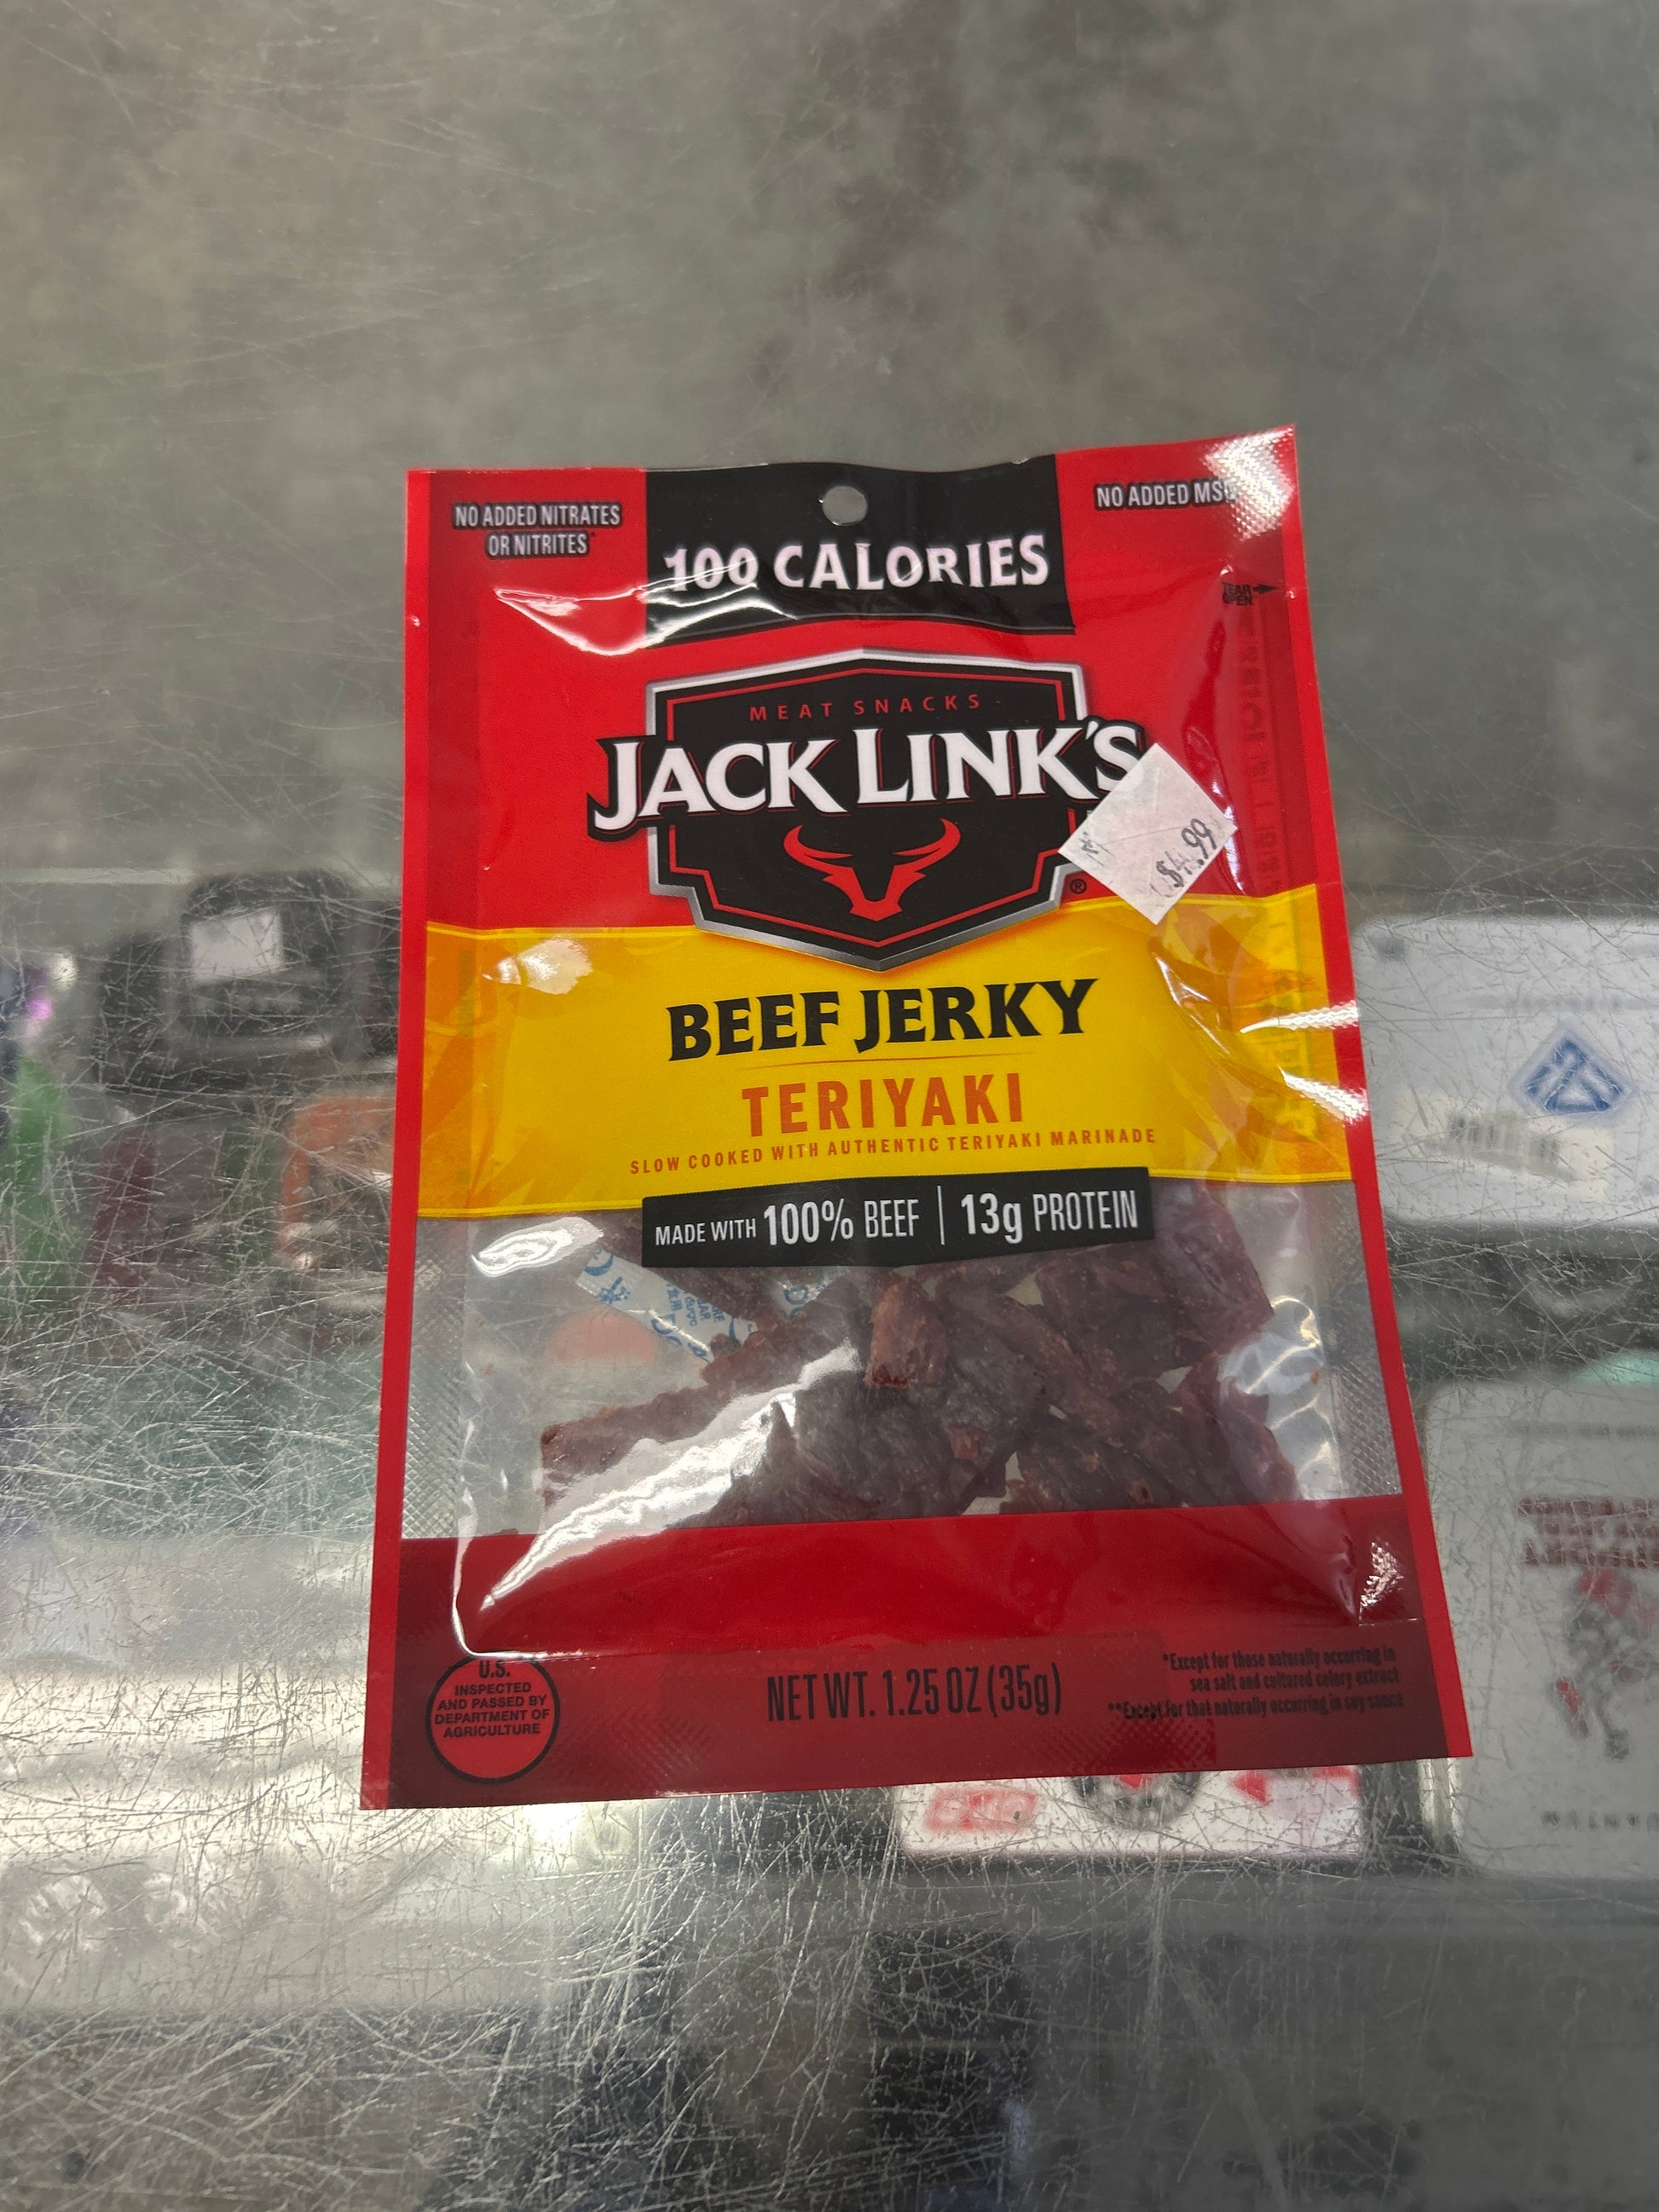 NO ADDED NITRATES
OR NITRITES*
NO ADDED MSG
100 CALORIES
TEAR
OPEN
MEAT SNACKS
JACK LINK'S
®
$4.99
BEEF JERKY
TERIYAKI
SLOW COOKED WITH AUTHENTIC TERIYAKI MARINADE
MADE WITH 100% BEEF | 13g PROTEIN
U.S.
INSPECTED
AND PASSED BY
DEPARTMENT OF
AGRICULTURE
NET WT. 1.25 OZ (35g)
*Except for those naturally occurring in
sea salt and cultured celery extract
**Except for that naturally occurring in soy sauce